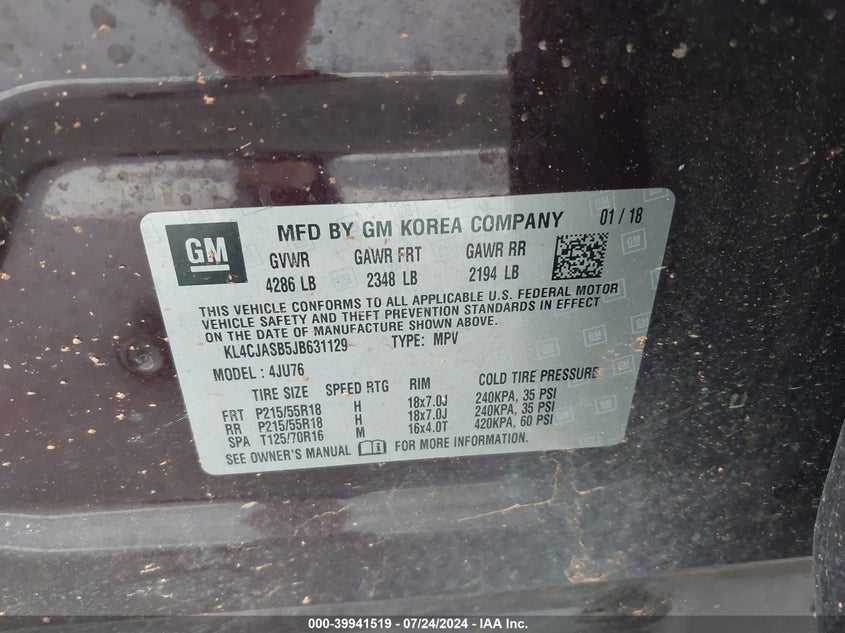 GM
MFD BY GM KOREA COMPANY 01 / 18
GVWR GAWR FRT GAWR RR
4286 LB 2348 LB 2194 LB
THIS VEHICLE CONFORMS TO ALL APPLICABLE U.S. FEDERAL MOTOR
VEHICLE SAFETY AND THEFT PREVENTION STANDARDS IN EFFECT
ON THE DATE OF MANUFACTURE SHOWN ABOVE.
KL4CJASB5JB631129 TYPE: MPV
MODEL : 4JU76
TIRE SIZE SPEED RTG RIM COLD TIRE PRESSURE
FRT P215/55R18 H 18x7.0J 240KPA, 35 PSI
RR P215/55R18 H 18x7.0J 240KPA, 35 PSI
SPA T125/70R16 M 16x4.0T 420KPA, 60 PSI
SEE OWNER'S MANUAL FOR MORE INFORMATION.
000-39941519 / 07/24/2024 - IAA Inc.